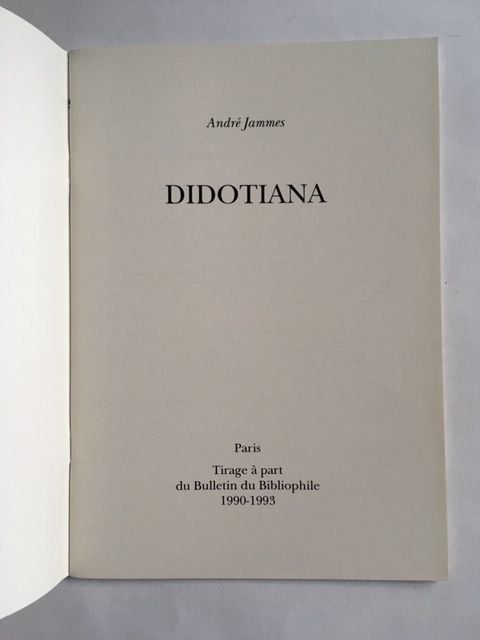 André Jammes
DIDOTIANA
Paris
Tirage à part
du Bulletin du Bibliophile
1990-1993